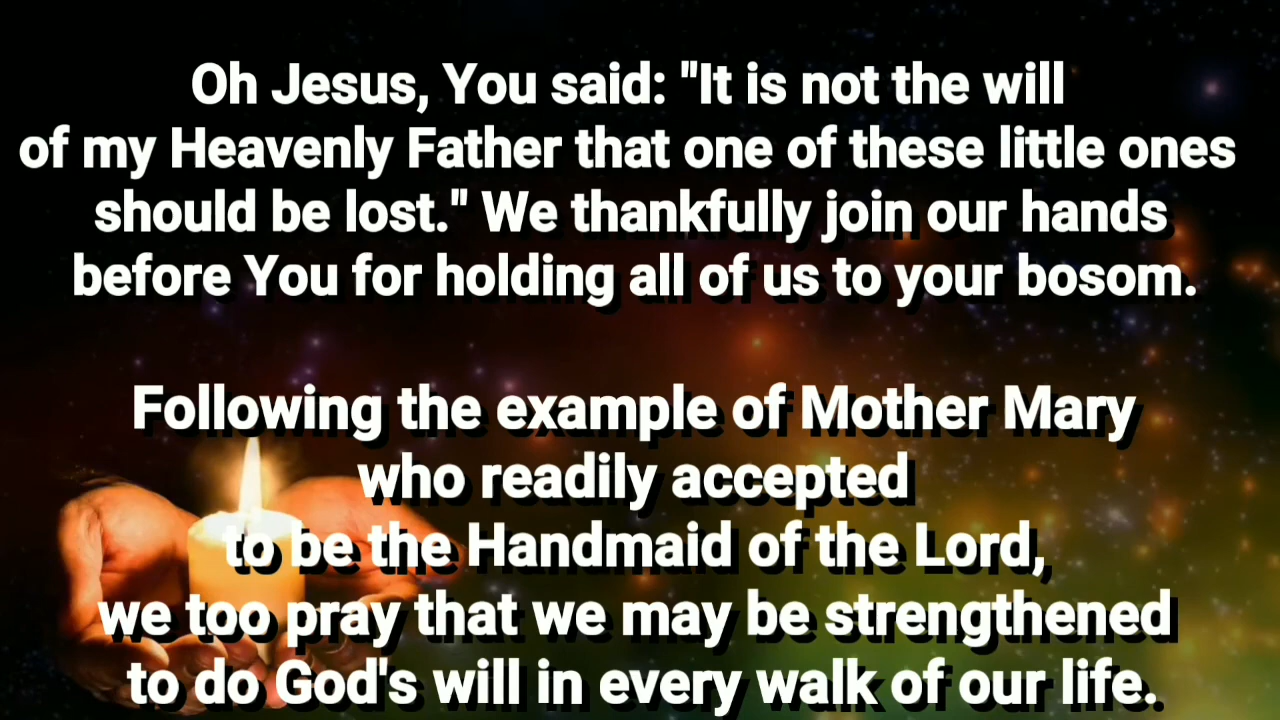 Oh Jesus, You said: "It is not the will
of my Heavenly Father that one of these little ones
should be lost." We thankfully join our hands
before You for holding all of us to your bosom.
Following the example of Mother Mary
who readily accepted
to be the Handmaid of the Lord,
we too pray that we may be strengthened
to do God's will in every walk of our life.